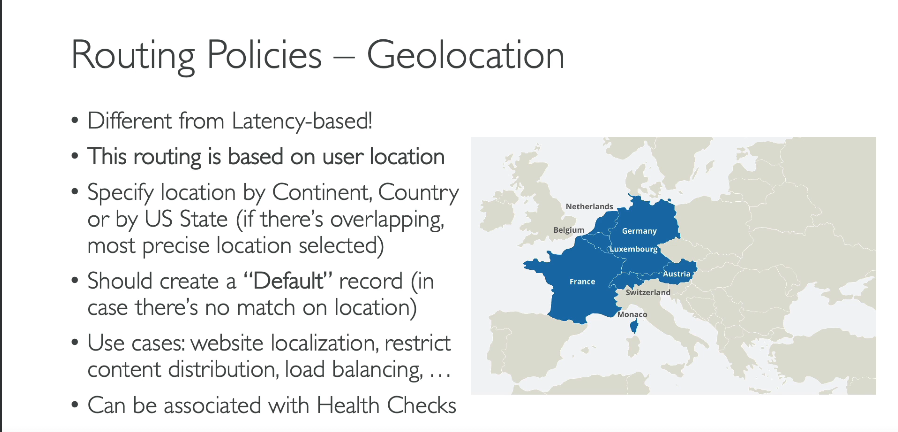 Routing Policies – Geolocation
• Different from Latency-based!
• This routing is based on user location
• Specify location by Continent, Country
or by US State (if there's overlapping,
most precise location selected)
• Should create a "Default" record (in
case there's no match on location)
• Use cases: website localization, restrict
content distribution, load balancing, …
• Can be associated with Health Checks
Netherlands
Belgium
Germany
Luxembourg
France
Austria
Switzerland
Monaco